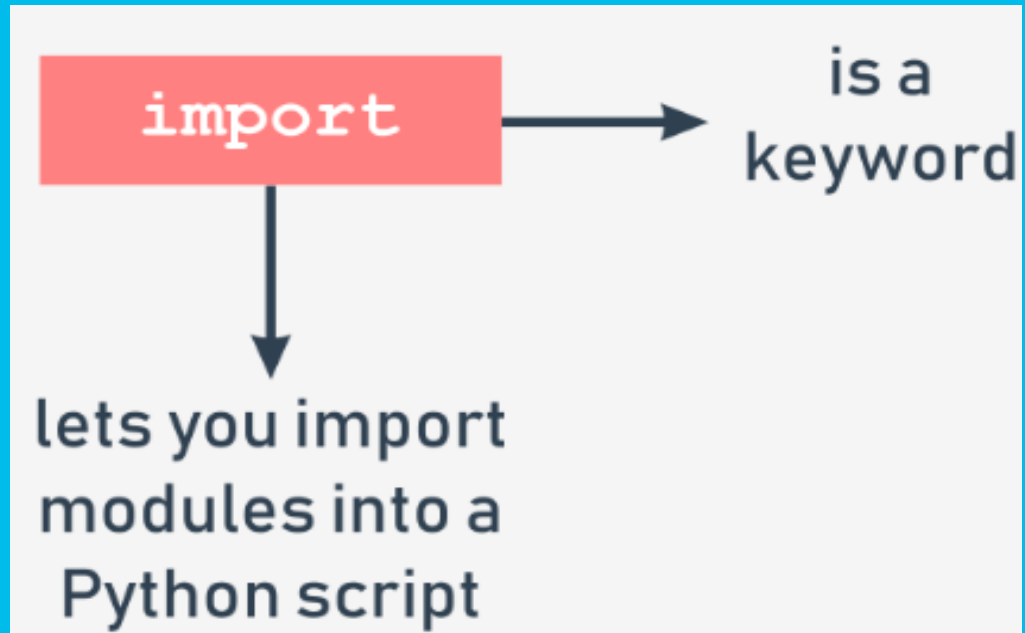 import
is a
keyword
lets you import
modules into a
Python script